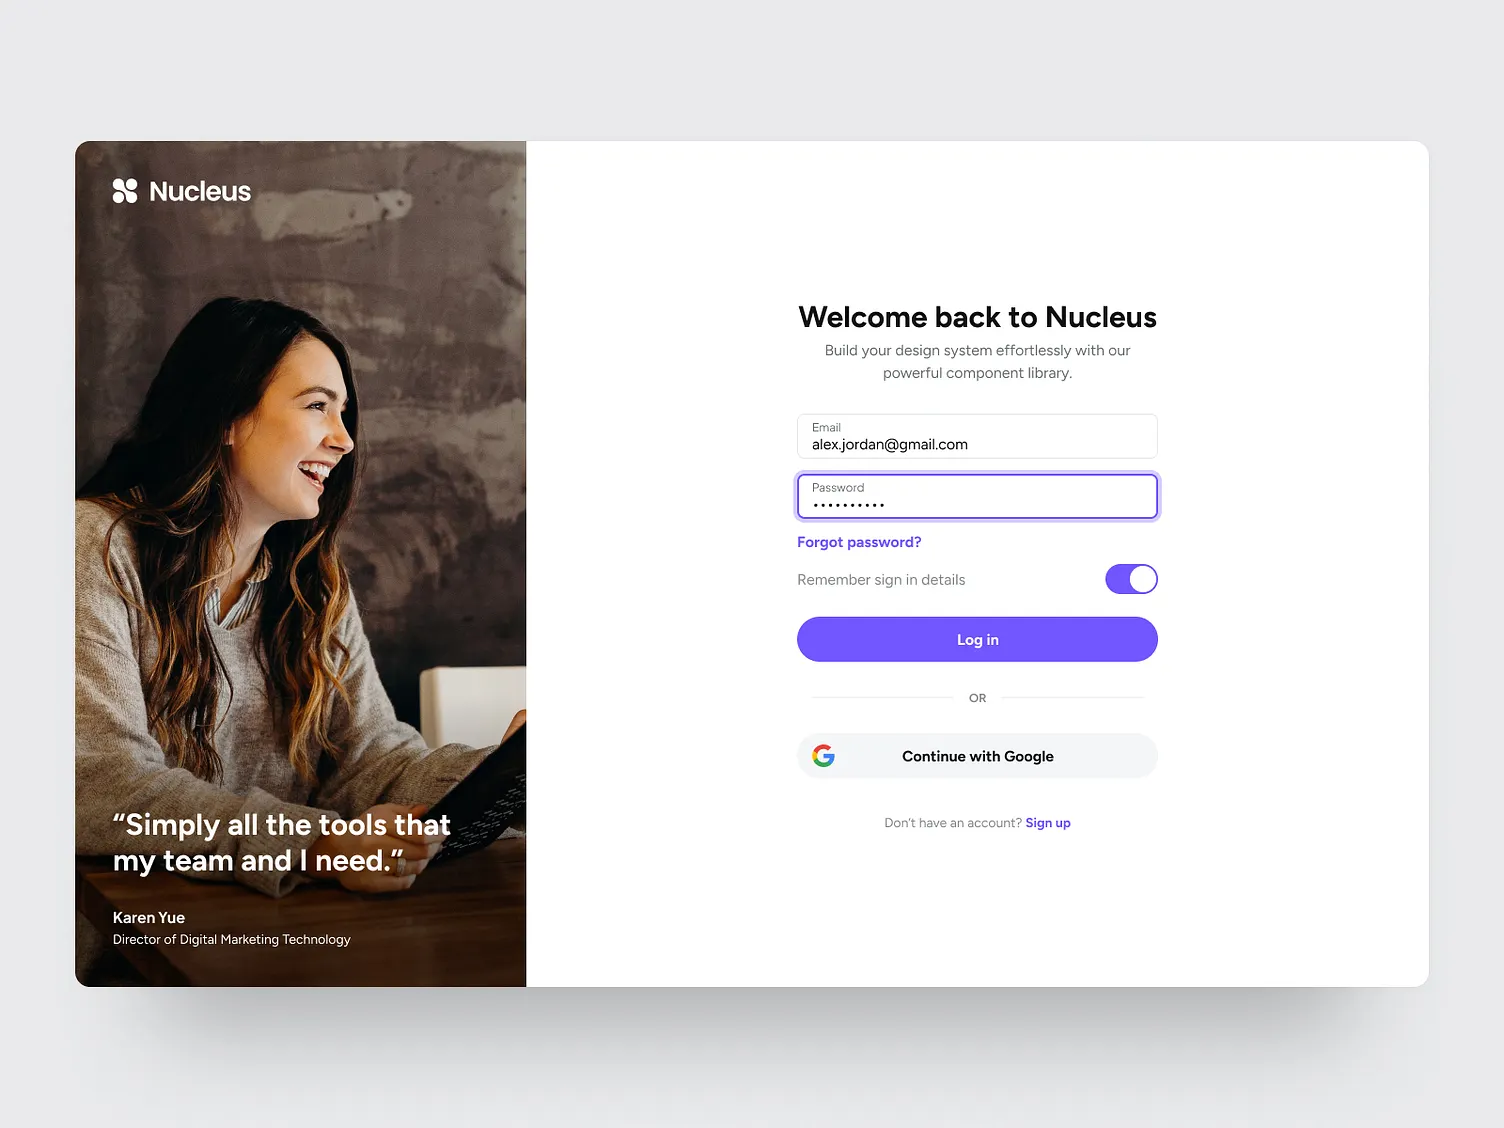 Nucleus
“Simply all the tools that
my team and I need.”
Karen Yue
Director of Digital Marketing Technology
Welcome back to Nucleus
Build your design system effortlessly with our
powerful component library.
Email
alex.jordan@gmail.com
Password
••••••••••
Forgot password?
Remember sign in details
Log in
OR
Continue with Google
Don’t have an account? Sign up